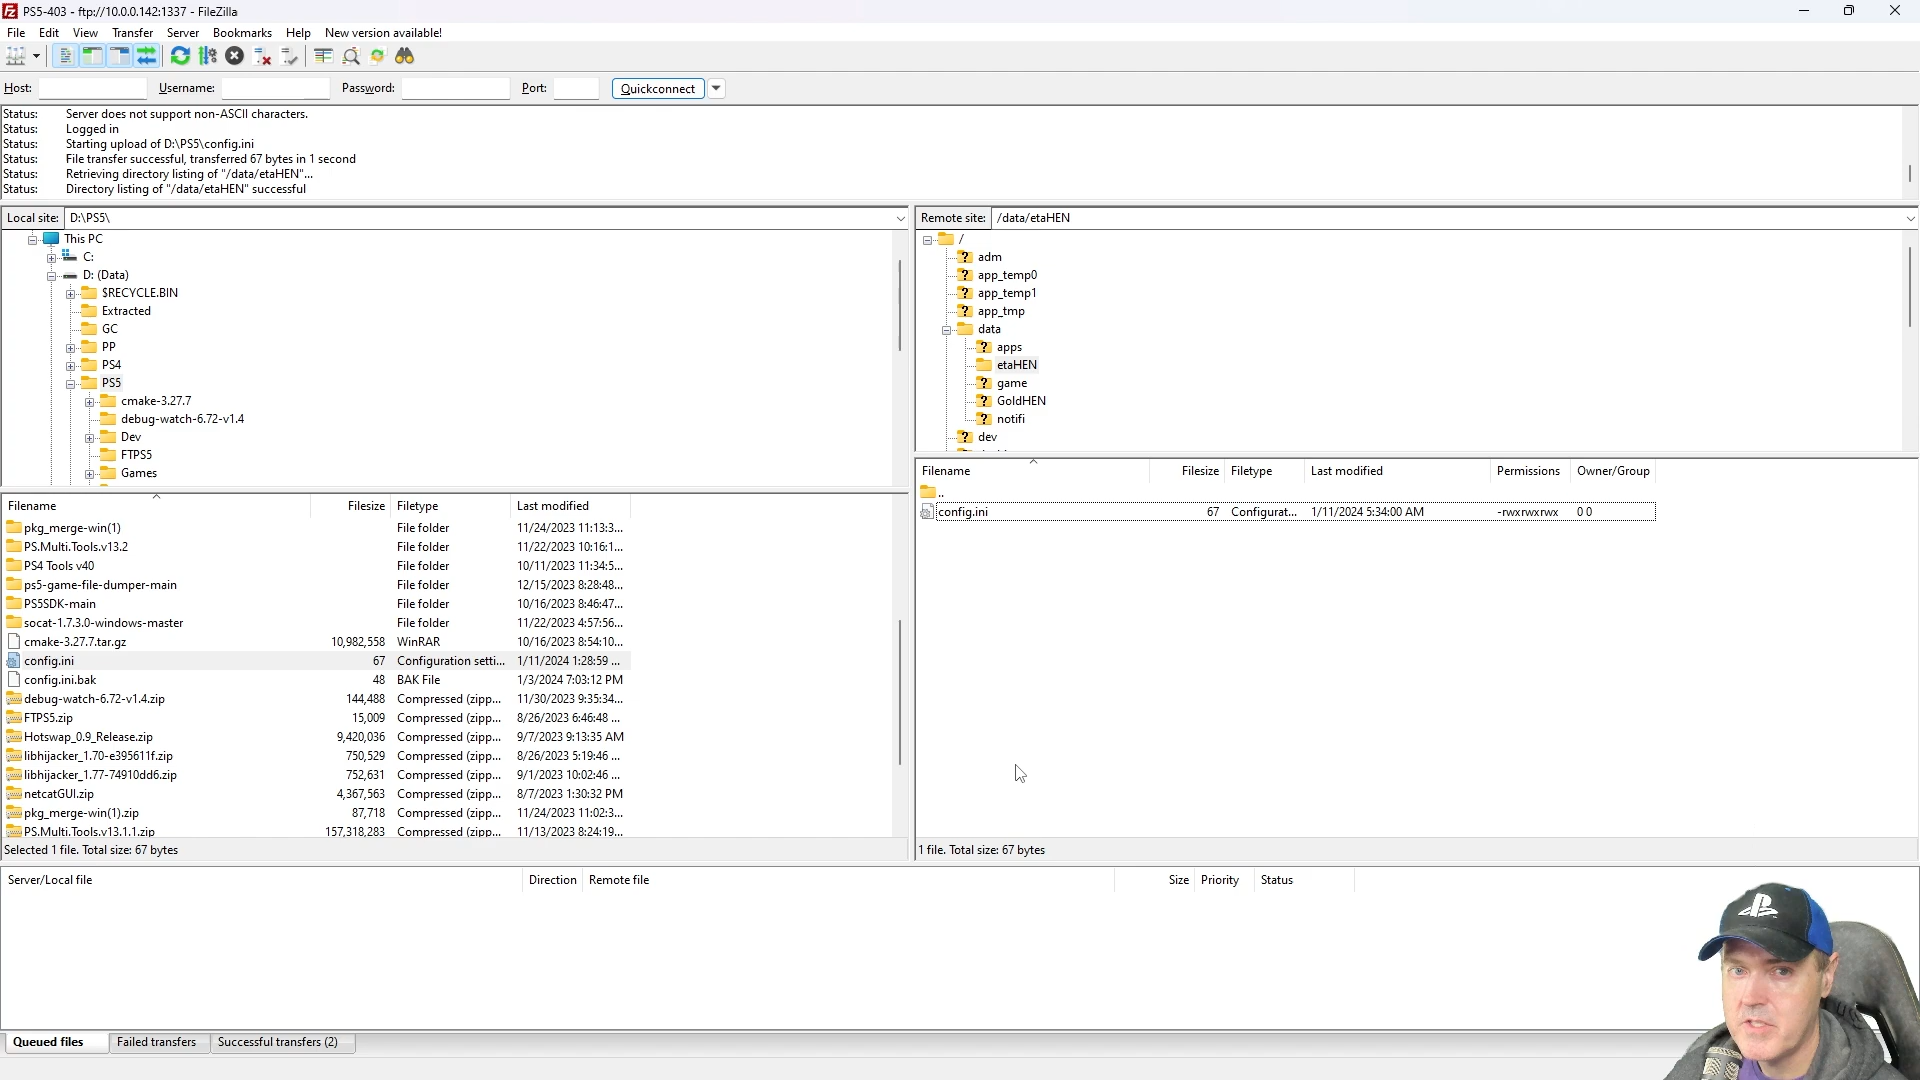 PS5-403 - ftp://10.0.0.142:1337 - FileZilla
File Edit View Transfer Server Bookmarks Help New version available!
Host: Username: Password: Port: Quickconnect
Status: Server does not support non-ASCII characters.
Status: Logged in
Status: Starting upload of D:\PS5\config.ini
Status: File transfer successful, transferred 67 bytes in 1 second
Status: Retrieving directory listing of "/data/etaHEN"...
Status: Directory listing of "/data/etaHEN" successful
Local site: D:\PS5\
This PC
C:
D: (Data)
$RECYCLE.BIN
Extracted
GC
PP
PS4
PS5
cmake-3.27.7
debug-watch-6.72-v1.4
Dev
FTPS5
Games
Filename Filesize Filetype Last modified
pkg_merge-win(1) File folder 11/24/2023 11:13:3...
PS.Multi.Tools.v13.2 File folder 11/22/2023 10:16:1...
PS4 Tools v40 File folder 10/11/2023 11:34:5...
ps5-game-file-dumper-main File folder 12/15/2023 8:28:48...
PS5SDK-main File folder 10/16/2023 8:46:47...
socat-1.7.3.0-windows-master File folder 11/22/2023 4:57:56...
cmake-3.27.7.tar.gz 10,982,558 WinRAR 10/16/2023 8:54:10...
config.ini 67 Configuration setti... 1/11/2024 1:28:59 ...
config.ini.bak 48 BAK File 1/3/2024 7:03:12 PM
debug-watch-6.72-v1.4.zip 144,488 Compressed (zipp... 11/30/2023 9:35:34...
FTPS5.zip 15,009 Compressed (zipp... 8/26/2023 6:46:48 ...
Hotswap_0.9_Release.zip 9,420,036 Compressed (zipp... 9/7/2023 9:13:35 AM
libhijacker_1.70-e395611f.zip 750,529 Compressed (zipp... 8/26/2023 5:19:46 ...
libhijacker_1.77-74910dd6.zip 752,631 Compressed (zipp... 9/1/2023 10:02:46 ...
netcatGUI.zip 4,367,563 Compressed (zipp... 8/7/2023 1:30:32 PM
pkg_merge-win(1).zip 87,718 Compressed (zipp... 11/24/2023 11:02:3...
PS.Multi.Tools.v13.1.1.zip 157,318,283 Compressed (zipp... 11/13/2023 8:24:19...
Selected 1 file. Total size: 67 bytes
Remote site: /data/etaHEN
/
adm
app_temp0
app_temp1
app_tmp
data
apps
etaHEN
game
GoldHEN
notifi
dev
Filename Filesize Filetype Last modified Permissions Owner/Group
..
config.ini 67 Configurat... 1/11/2024 5:34:00 AM -rwxrwxrwx 0 0
1 file. Total size: 67 bytes
Server/Local file Direction Remote file Size Priority Status
Queued files Failed transfers Successful transfers (2)